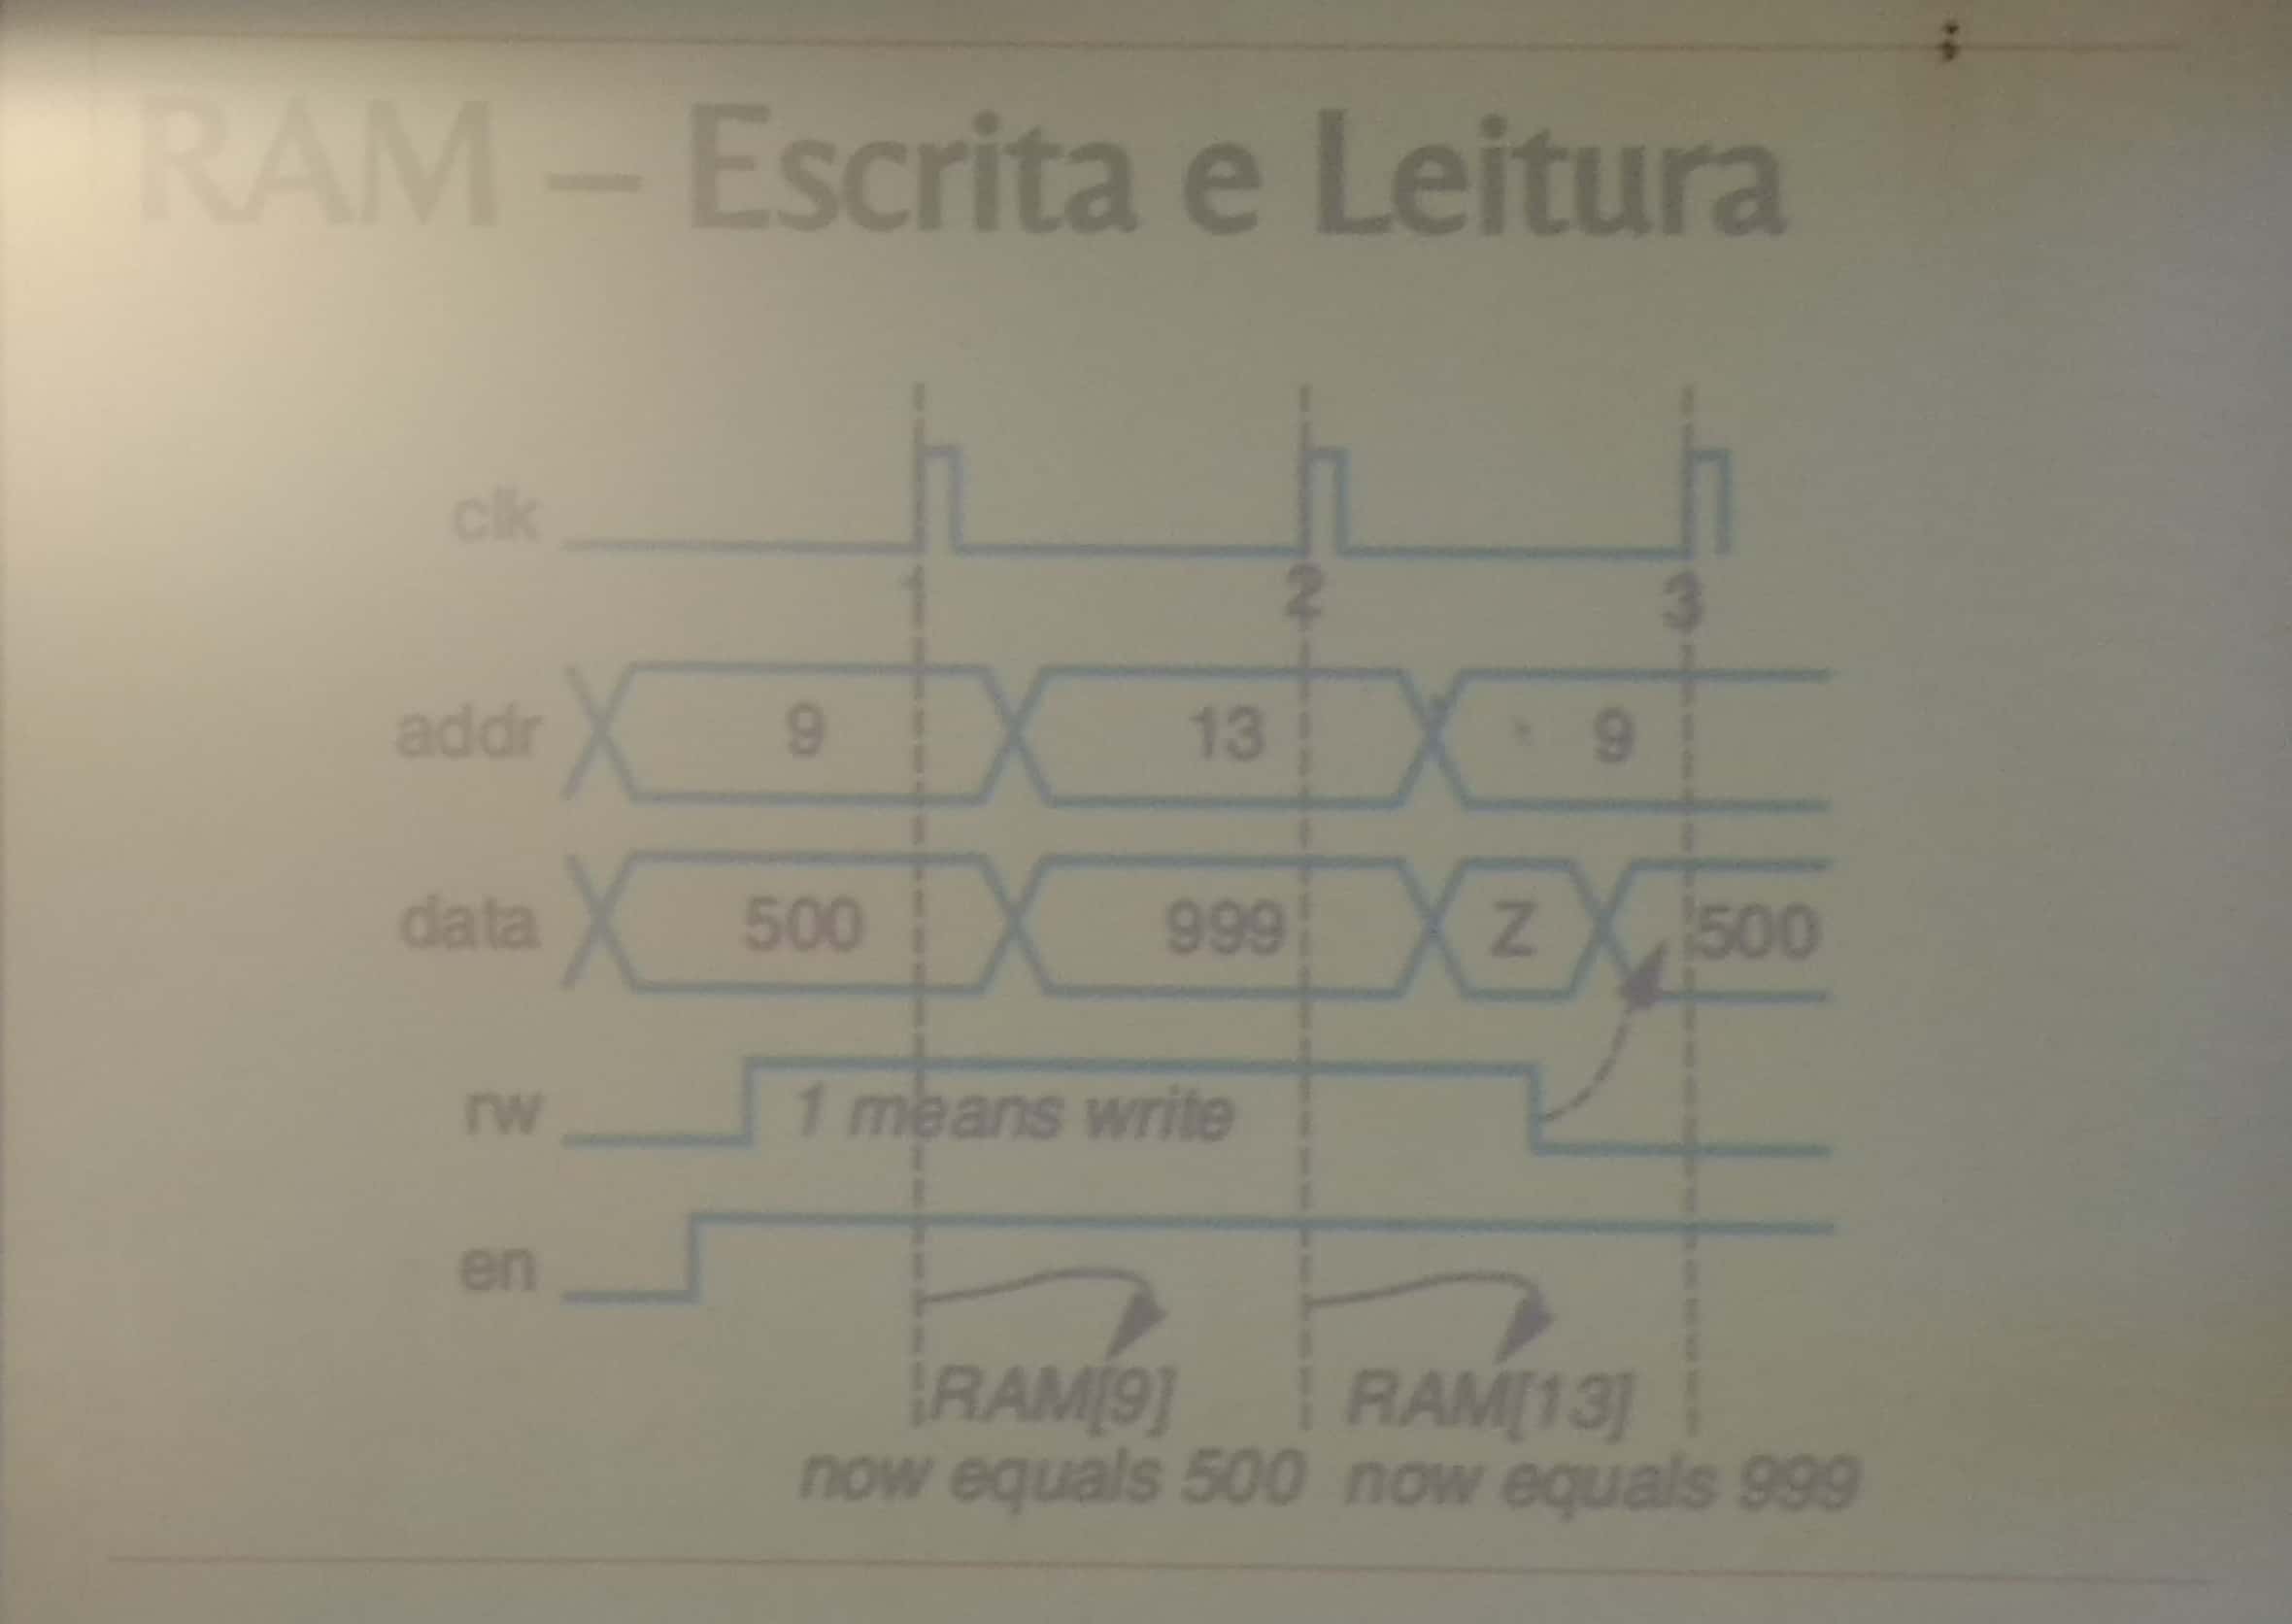 RAM – Escrita e Leitura
clk
1 2 3
addr 9 13 9
data 500 999 Z 500
rw 1 means write
en
RAM[9] RAM[13]
now equals 500 now equals 999